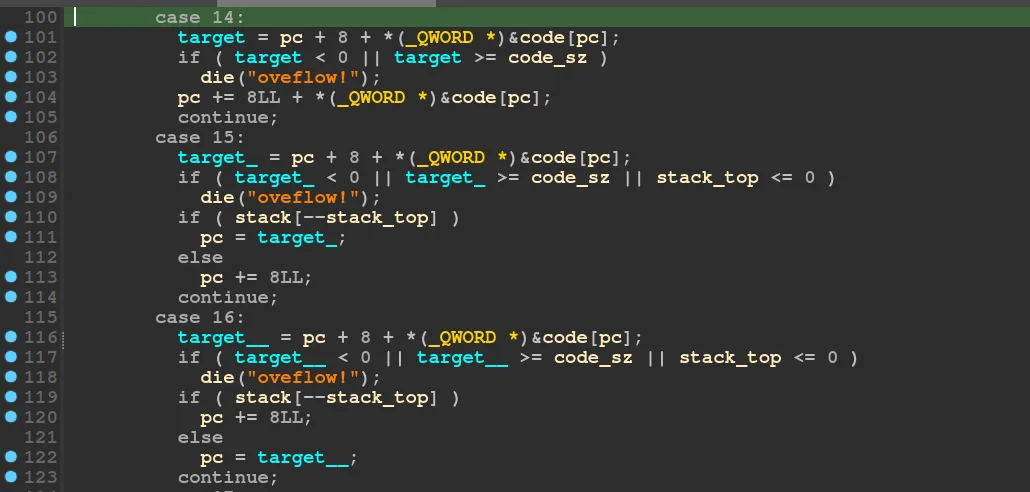 100 case 14:
101 target = pc + 8 + *(_QWORD *)&code[pc];
102 if ( target < 0 || target >= code_sz )
103 die("oveflow!");
104 pc += 8LL + *(_QWORD *)&code[pc];
105 continue;
106 case 15:
107 target_ = pc + 8 + *(_QWORD *)&code[pc];
108 if ( target_ < 0 || target_ >= code_sz || stack_top <= 0 )
109 die("oveflow!");
110 if ( stack[--stack_top] )
111 pc = target_;
112 else
113 pc += 8LL;
114 continue;
115 case 16:
116 target__ = pc + 8 + *(_QWORD *)&code[pc];
117 if ( target__ < 0 || target__ >= code_sz || stack_top <= 0 )
118 die("oveflow!");
119 if ( stack[--stack_top] )
120 pc += 8LL;
121 else
122 pc = target__;
123 continue;